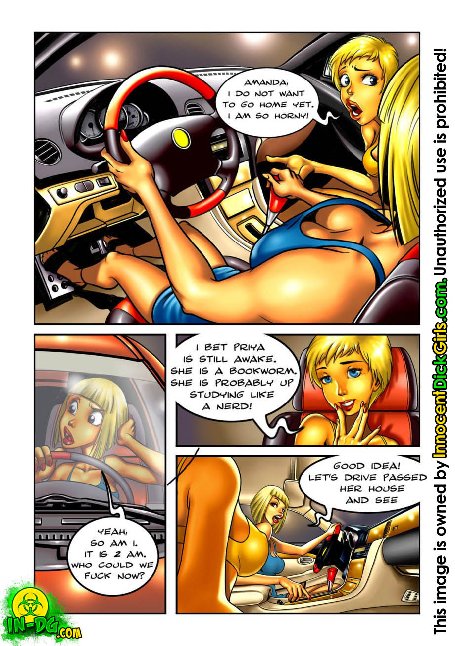 AMANDA,
I DO NOT WANT
TO GO HOME YET.
I AM SO HORNY!
YEAH,
SO AM I.
IT IS 2 AM,
WHO COULD WE
FUCK NOW?
I BET PRIYA
IS STILL AWAKE.
SHE IS A BOOKWORM.
SHE IS PROBABLY UP
STUDYING LIKE
A NERD!
GOOD IDEA!
LET'S DRIVE PASSED
HER HOUSE
AND SEE
IN-DG.com
This image is owned by InnocentDickGirls.com. Unauthorized use is prohibited!